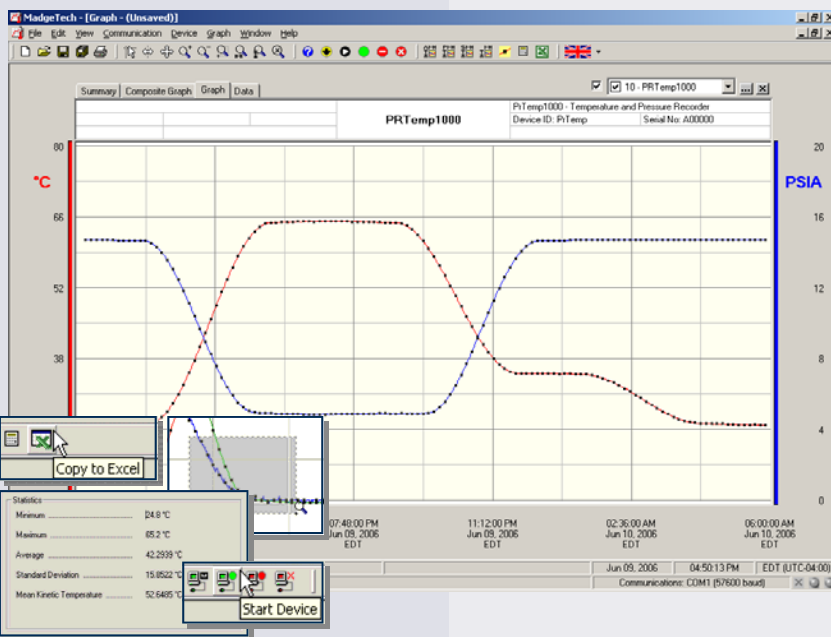 MadgeTech - [Graph - (Unsaved)]
File Edit View Communication Device Graph Window Help
Summary Composite Graph Graph Data
10 - PRTemp1000
PRTemp1000
PrTemp1000 - Temperature and Pressure Recorder
Device ID: PrTemp Serial No: A00000
80
20
°C
PSIA
66
16
52
12
38
8
4
0
Copy to Excel
07:48:00 PM
Jun 09, 2006
EDT
11:12:00 PM
Jun 09, 2006
EDT
02:36:00 AM
Jun 10, 2006
EDT
06:00:00 AM
Jun 10, 2006
EDT
Statistics
Minimum 24.8 °C
Maximum 65.2 °C
Average 42.2939 °C
Standard Deviation 15.8522 °C
Mean Kinetic Temperature 52.6485 °C
Start Device
Jun 09, 2006 04:50:13 PM EDT (UTC-04:00)
Communications: COM1 (57600 baud)